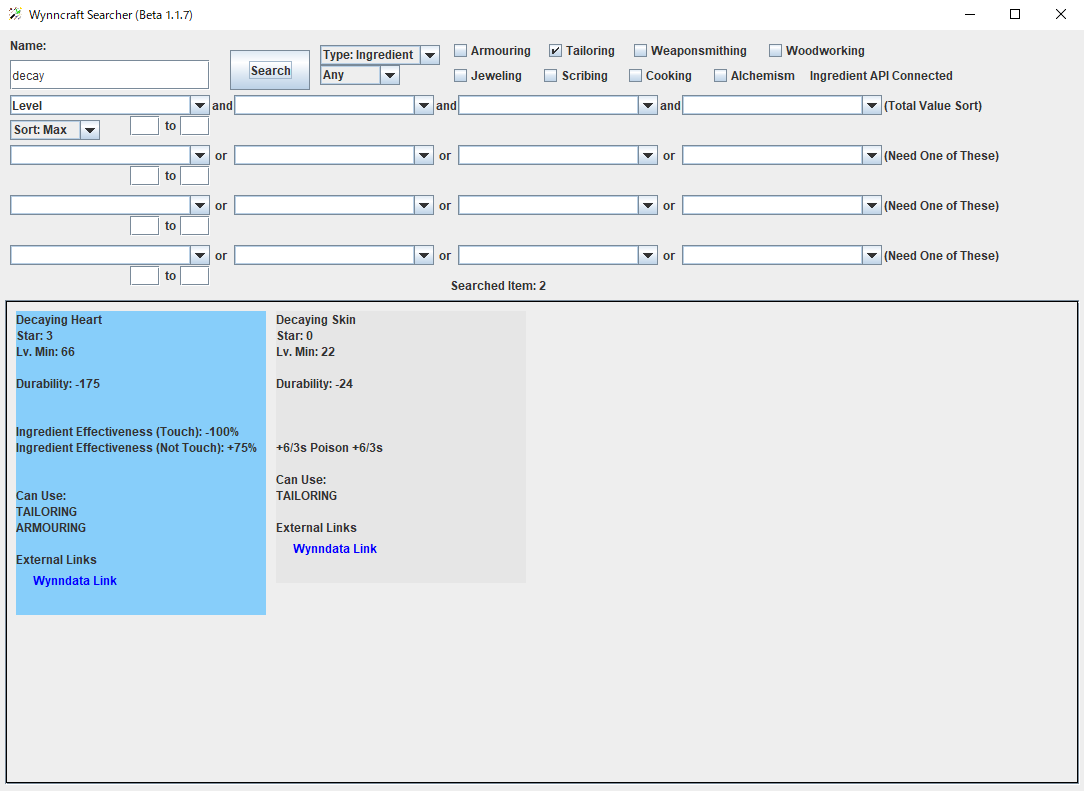 Wynncraft Searcher (Beta 1.1.7)
Name:
decay
Search
Type: Ingredient
Any
Armouring
Tailoring
Weaponsmithing
Woodworking
Jeweling
Scribing
Cooking
Alchemism
Ingredient API Connected
Level and and and (Total Value Sort)
Sort: Max to
or or or (Need One of These)
to
or or or (Need One of These)
to
or or or (Need One of These)
to
Searched Item: 2
Decaying Heart
Star: 3
Lv. Min: 66
Durability: -175
Ingredient Effectiveness (Touch): -100%
Ingredient Effectiveness (Not Touch): +75%
Can Use:
TAILORING
ARMOURING
External Links
Wynndata Link
Decaying Skin
Star: 0
Lv. Min: 22
Durability: -24
+6/3s Poison +6/3s
Can Use:
TAILORING
External Links
Wynndata Link